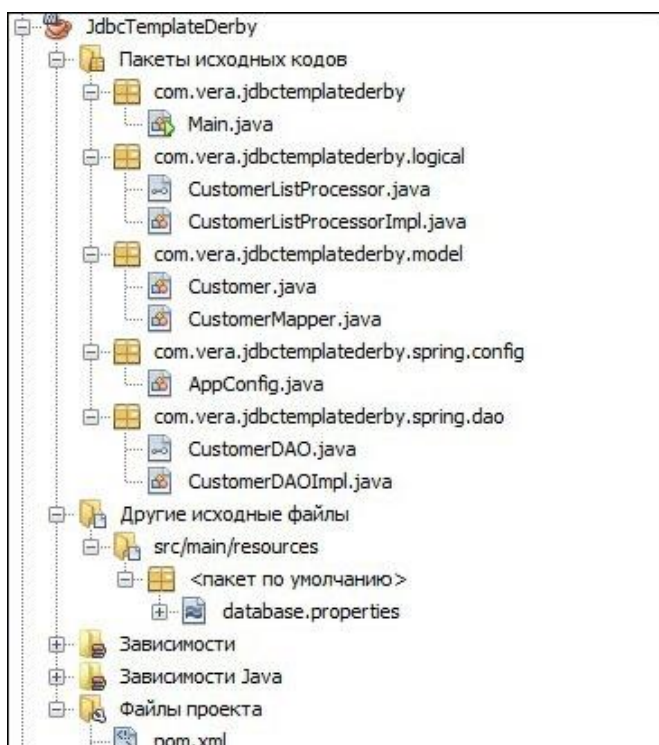 JdbcTemplateDerby
Пакеты исходных кодов
com.vera.jdbctemplatederby
Main.java
com.vera.jdbctemplatederby.logical
CustomerListProcessor.java
CustomerListProcessorImpl.java
com.vera.jdbctemplatederby.model
Customer.java
CustomerMapper.java
com.vera.jdbctemplatederby.spring.config
AppConfig.java
com.vera.jdbctemplatederby.spring.dao
CustomerDAO.java
CustomerDAOImpl.java
Другие исходные файлы
src/main/resources
<пакет по умолчанию>
database.properties
Зависимости
Зависимости Java
Файлы проекта
pom.xml